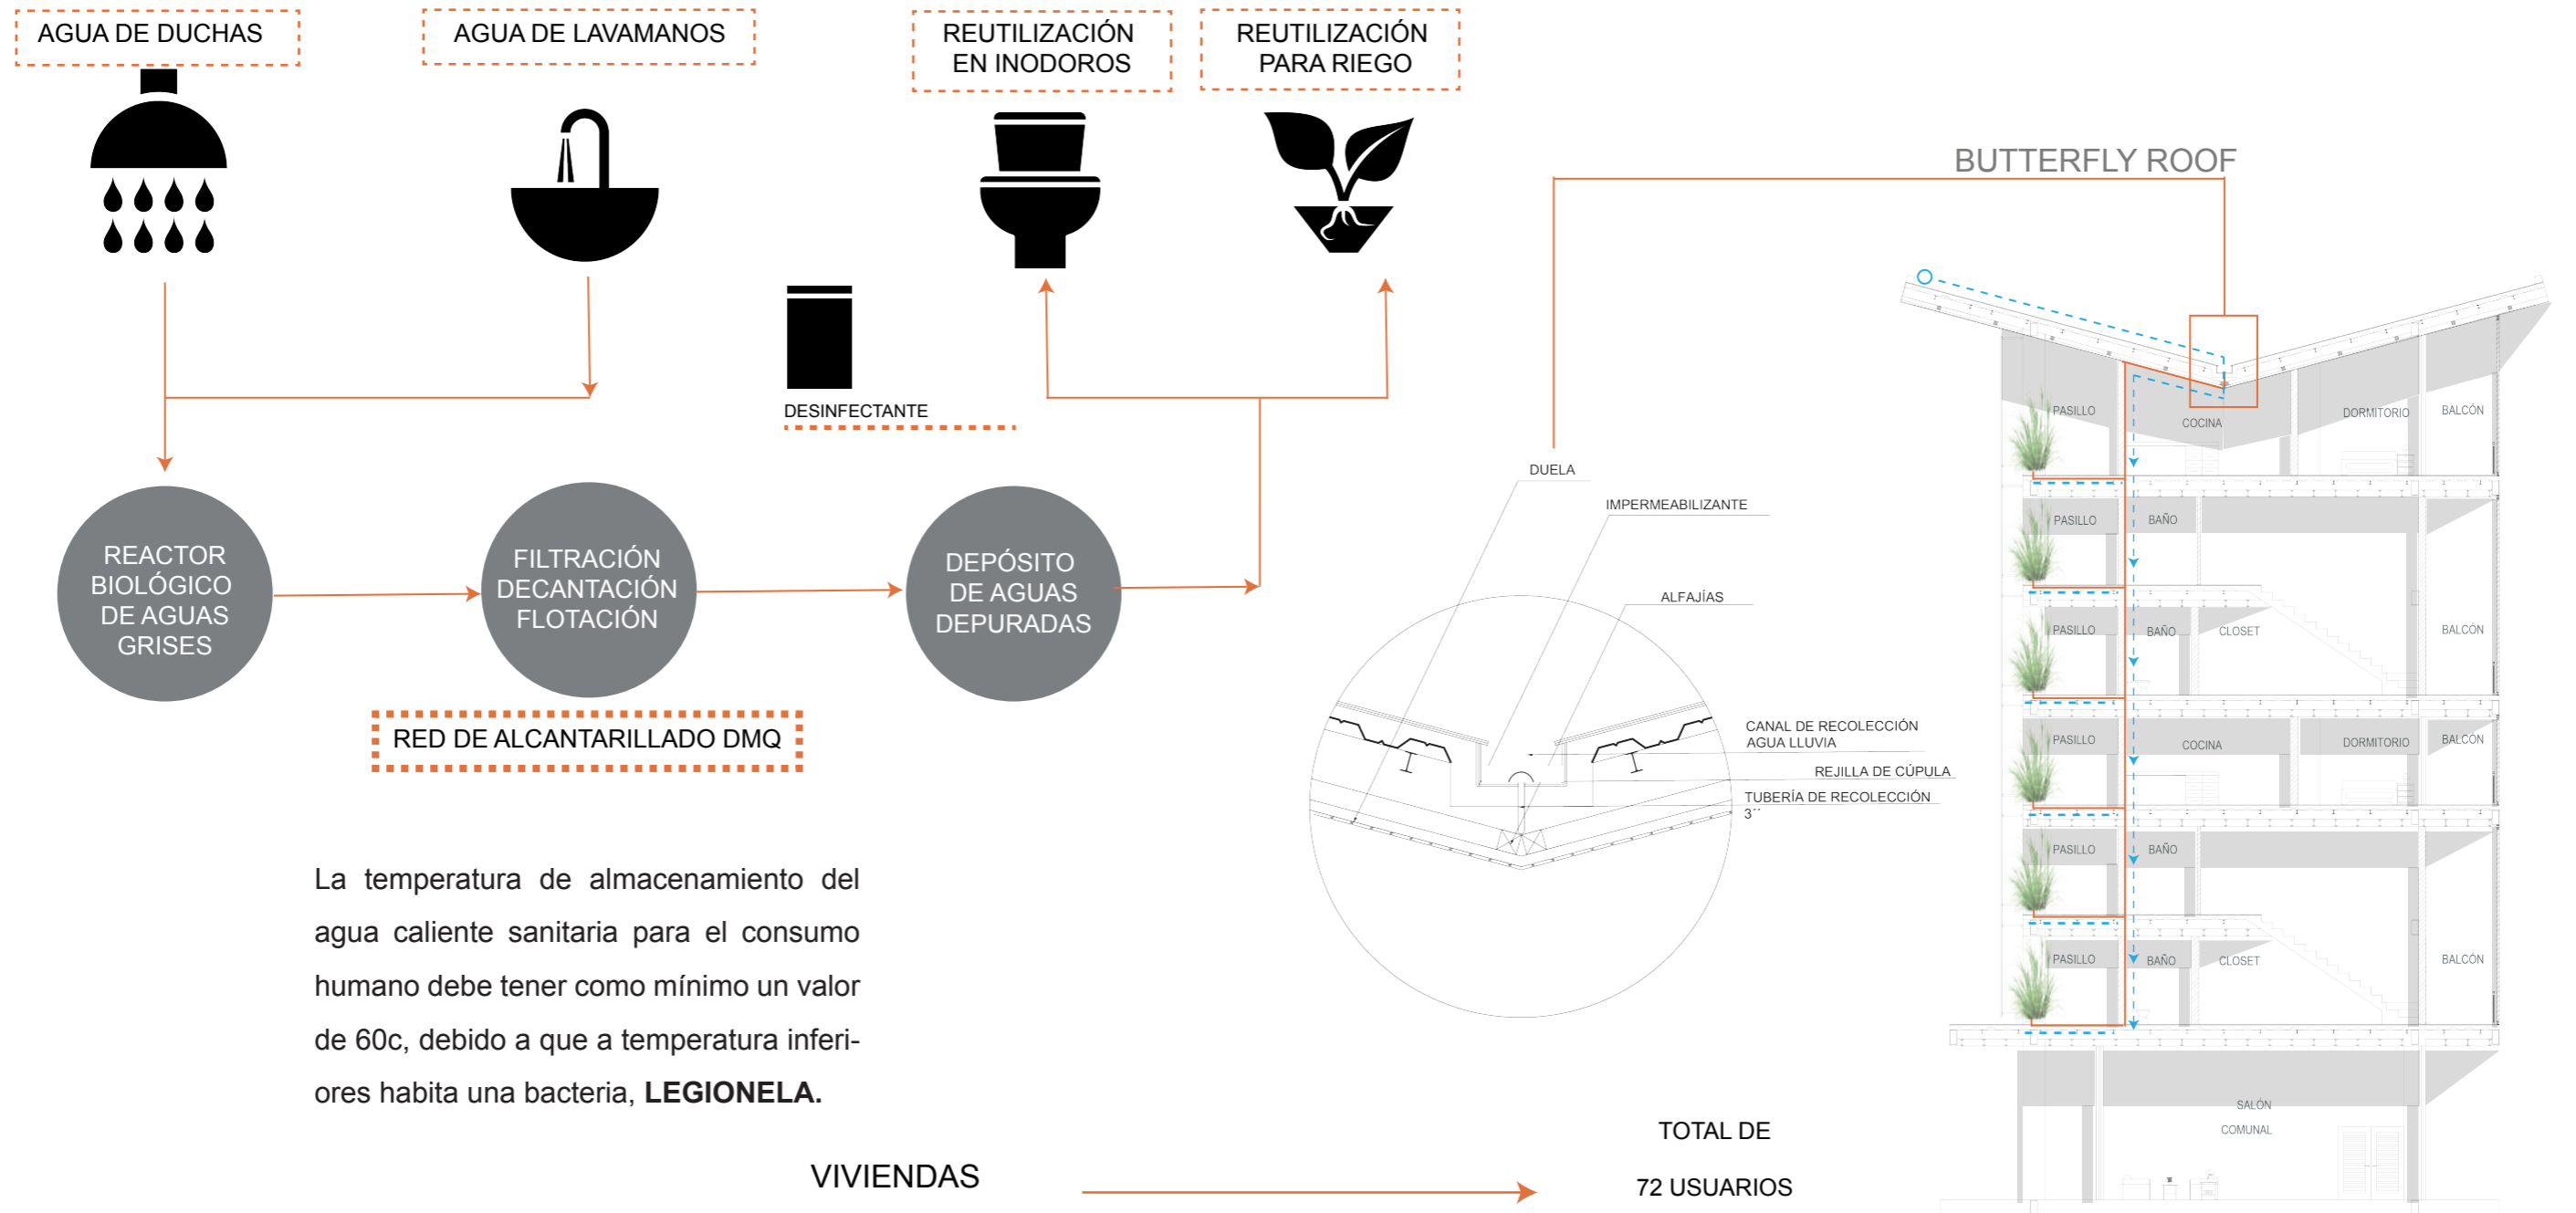 AGUA DE DUCHAS
AGUA DE LAVAMANOS
REUTILIZACIÓN
EN INODOROS
REUTILIZACIÓN
PARA RIEGO
DESINFECTANTE
REACTOR
BIOLÓGICO
DE AGUAS
GRISES
FILTRACIÓN
DECANTACIÓN
FLOTACIÓN
DEPÓSITO
DE AGUAS
DEPURADAS
RED DE ALCANTARILLADO DMQ
La temperatura de almacenamiento del
agua caliente sanitaria para el consumo
humano debe tener como mínimo un valor
de 60c, debido a que a temperatura inferi-
ores habita una bacteria, LEGIONELA.
VIVIENDAS
TOTAL DE
72 USUARIOS
BUTTERFLY ROOF
DUELA
IMPERMEABILIZANTE
ALFAJÍAS
CANAL DE RECOLECCIÓN
AGUA LLUVIA
REJILLA DE CÚPULA
TUBERÍA DE RECOLECCIÓN
3´´
PASILLO
COCINA
DORMITORIO
BALCÓN
PASILLO
BAÑO
PASILLO
BAÑO
CLOSET
BALCÓN
PASILLO
COCINA
DORMITORIO
BALCÓN
PASILLO
BAÑO
PASILLO
BAÑO
CLOSET
BALCÓN
SALÓN
COMUNAL